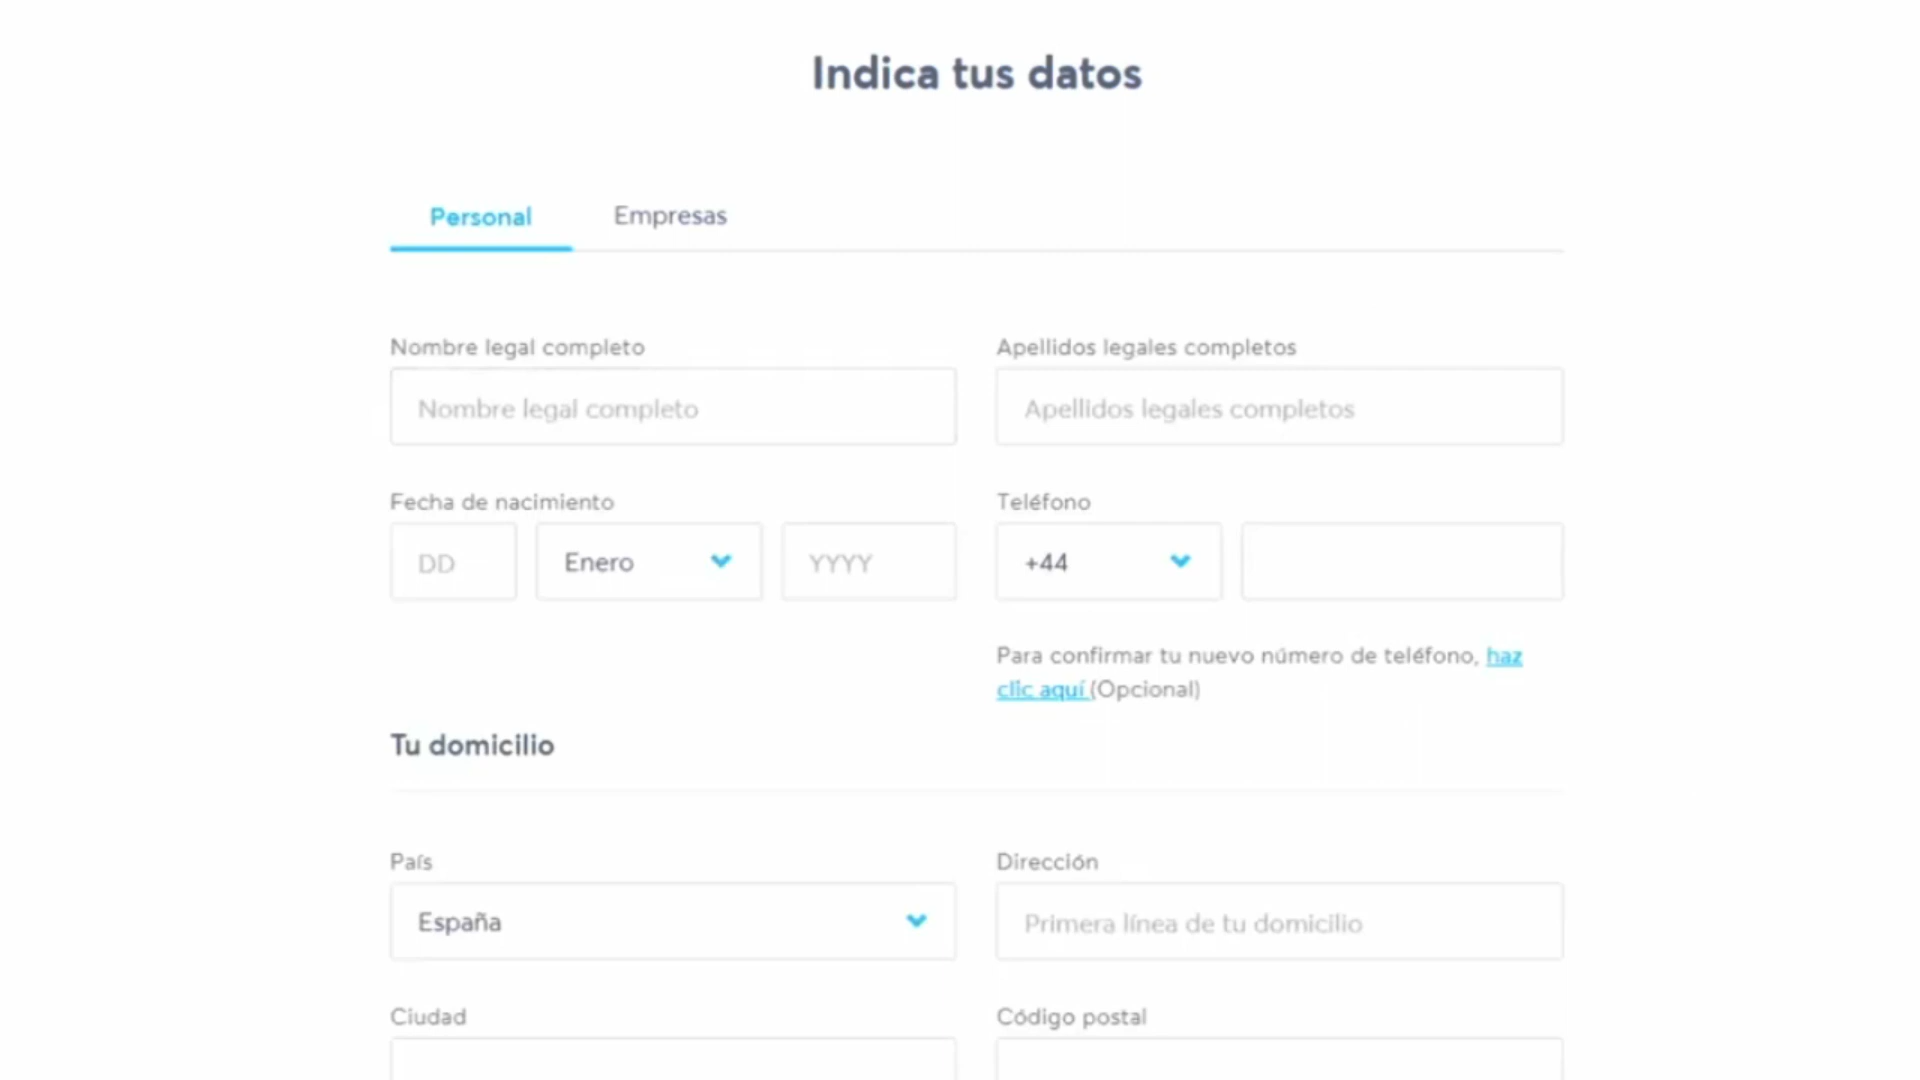 Indica tus datos
Personal Empresas
Nombre legal completo Apellidos legales completos
Nombre legal completo Apellidos legales completos
Fecha de nacimiento Teléfono
DD Enero YYYY +44
Para confirmar tu nuevo número de teléfono, haz
clic aquí (Opcional)
Tu domicilio
País Dirección
España Primera línea de tu domicilio
Ciudad Código postal